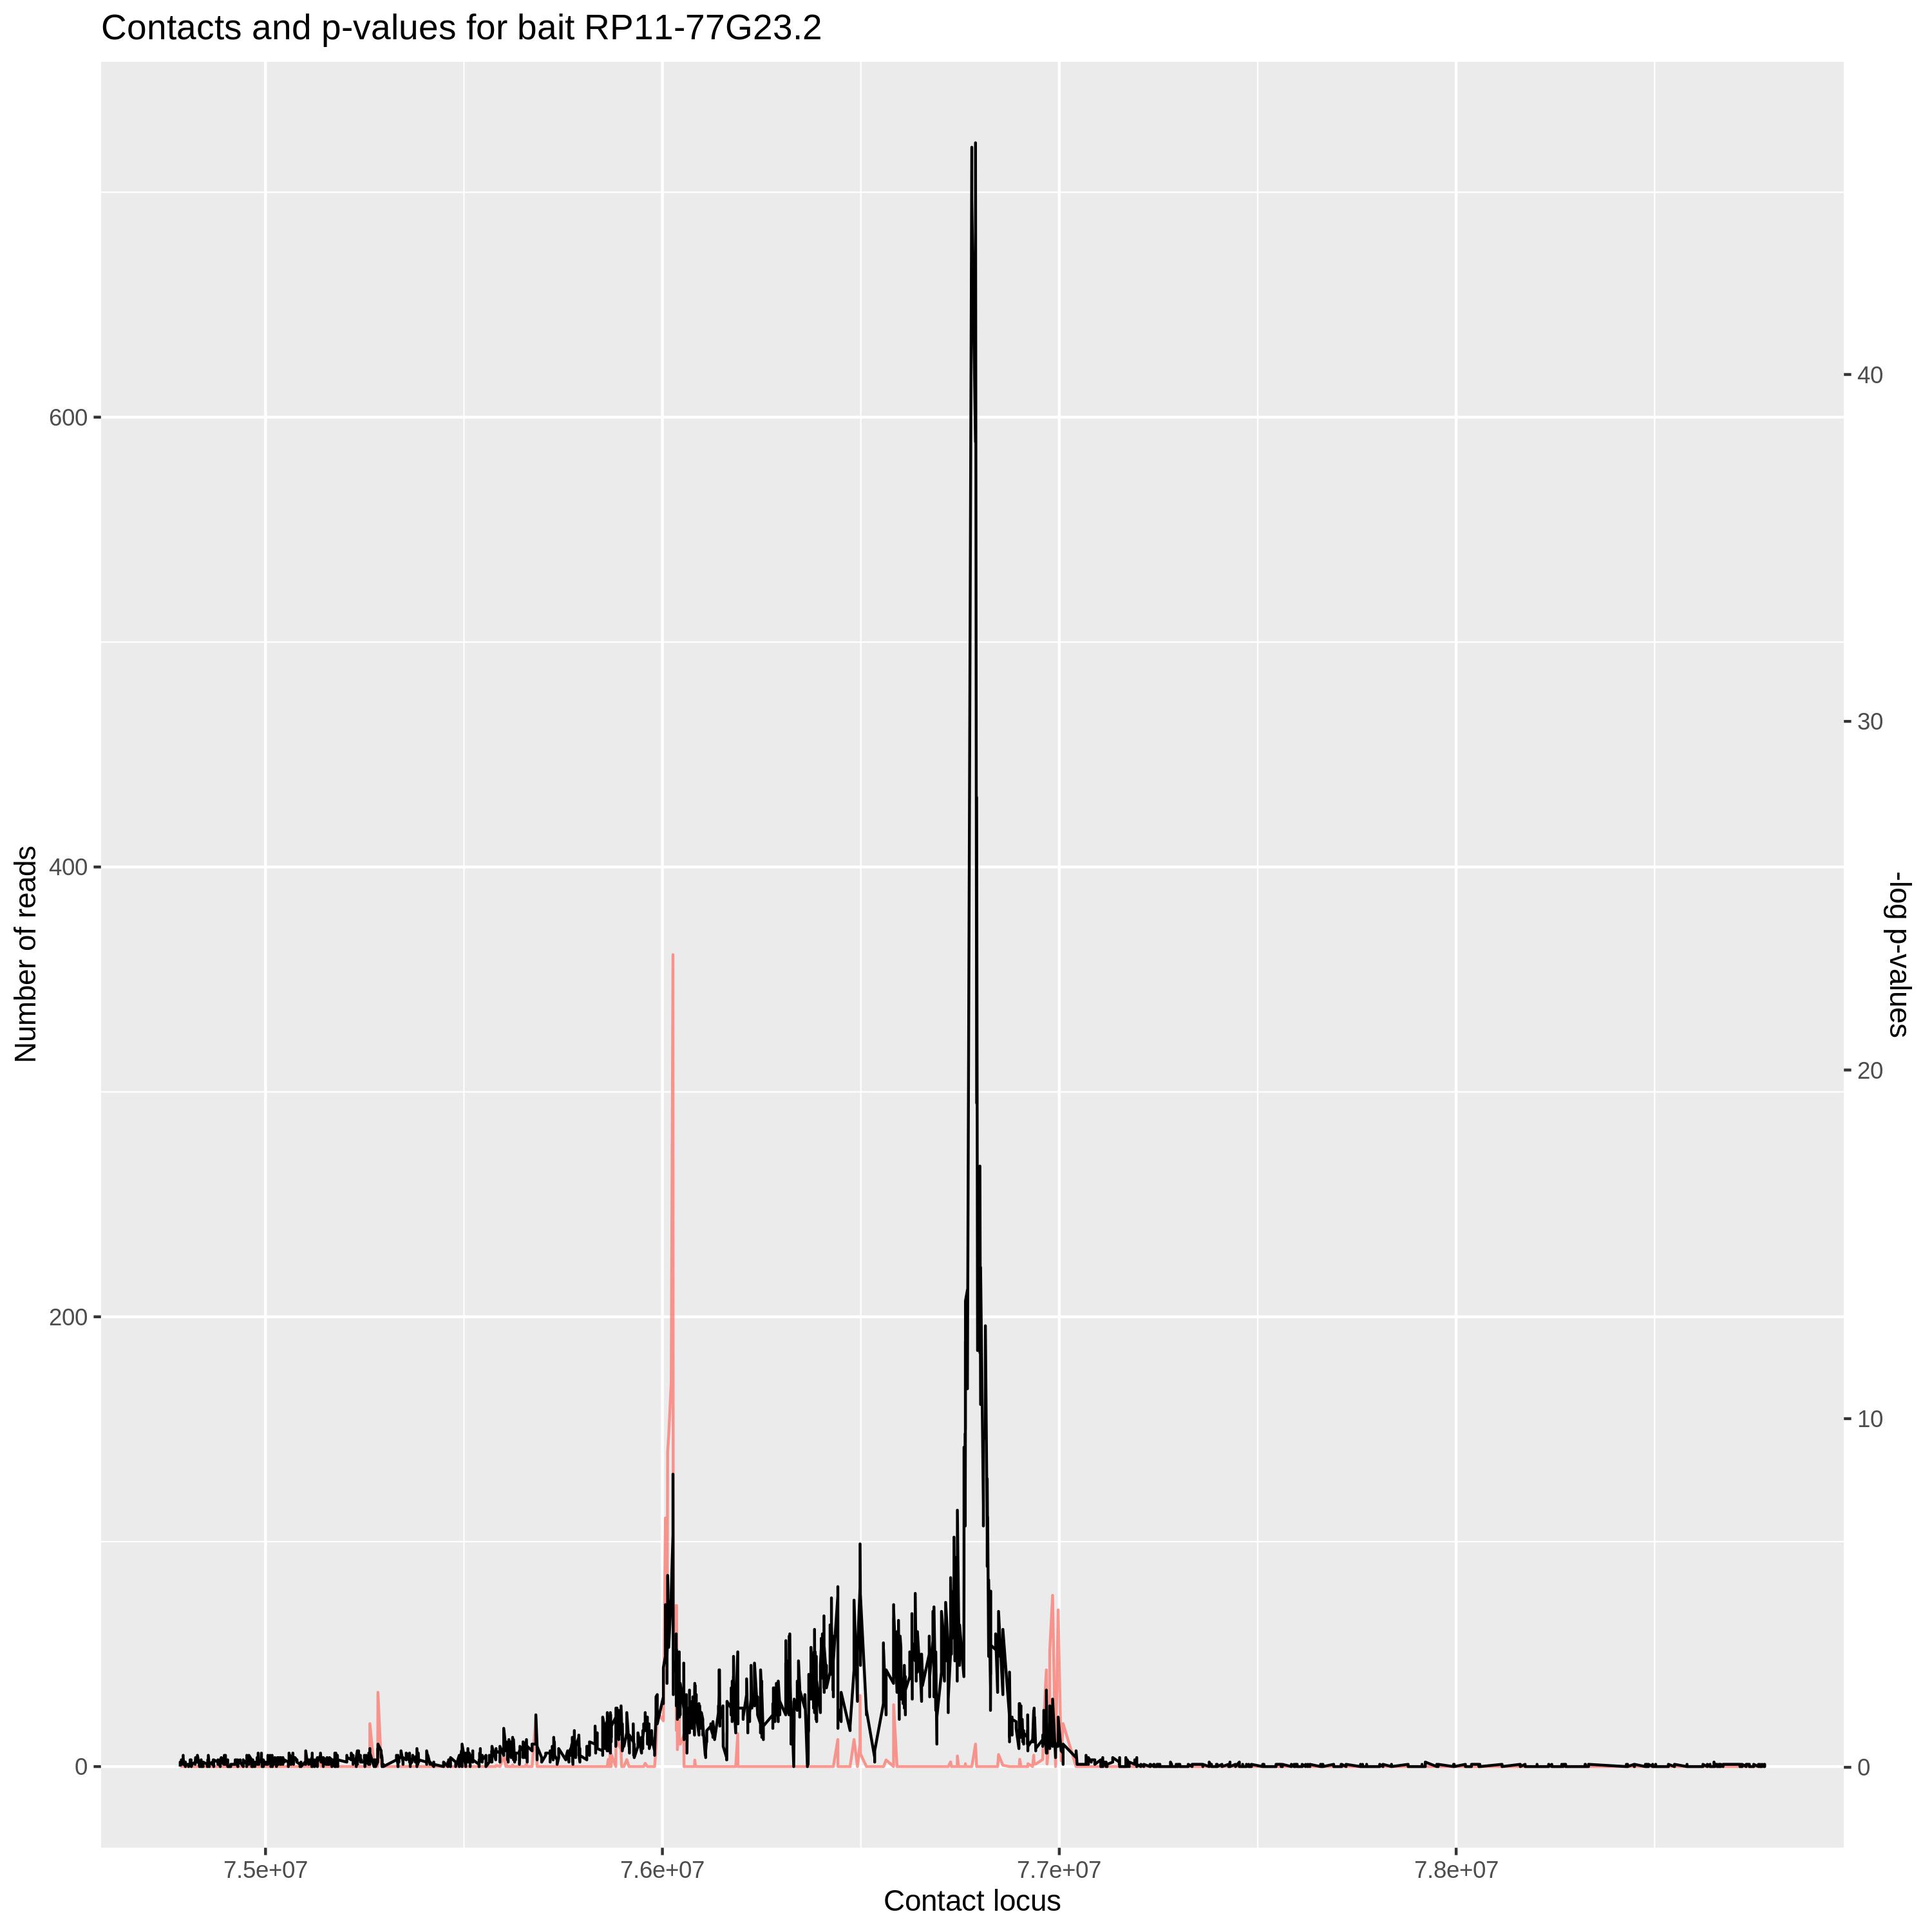 Contacts and p-values for bait RP11-77G23.2
600
400
200
0
Number of reads
40
30
20
10
0
-log p-values
7.5e+07
7.6e+07
7.7e+07
7.8e+07
Contact locus